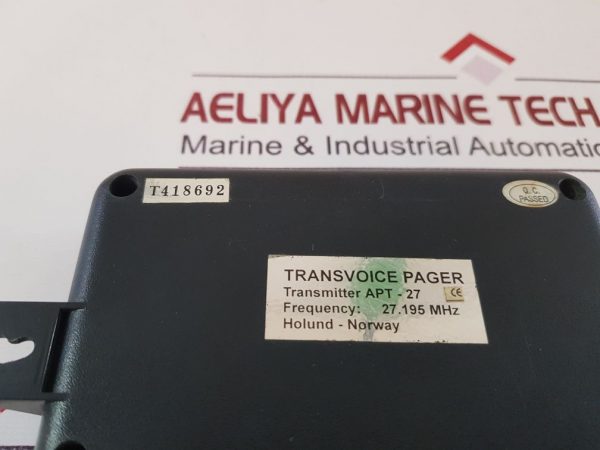 AELIYA MARINE TECH
Marine & Industrial Automation
T418692
Q.C.
PASSED
TRANSVOICE PAGER
Transmitter APT - 27 CE
Frequency: 27.195 MHz
Holund - Norway